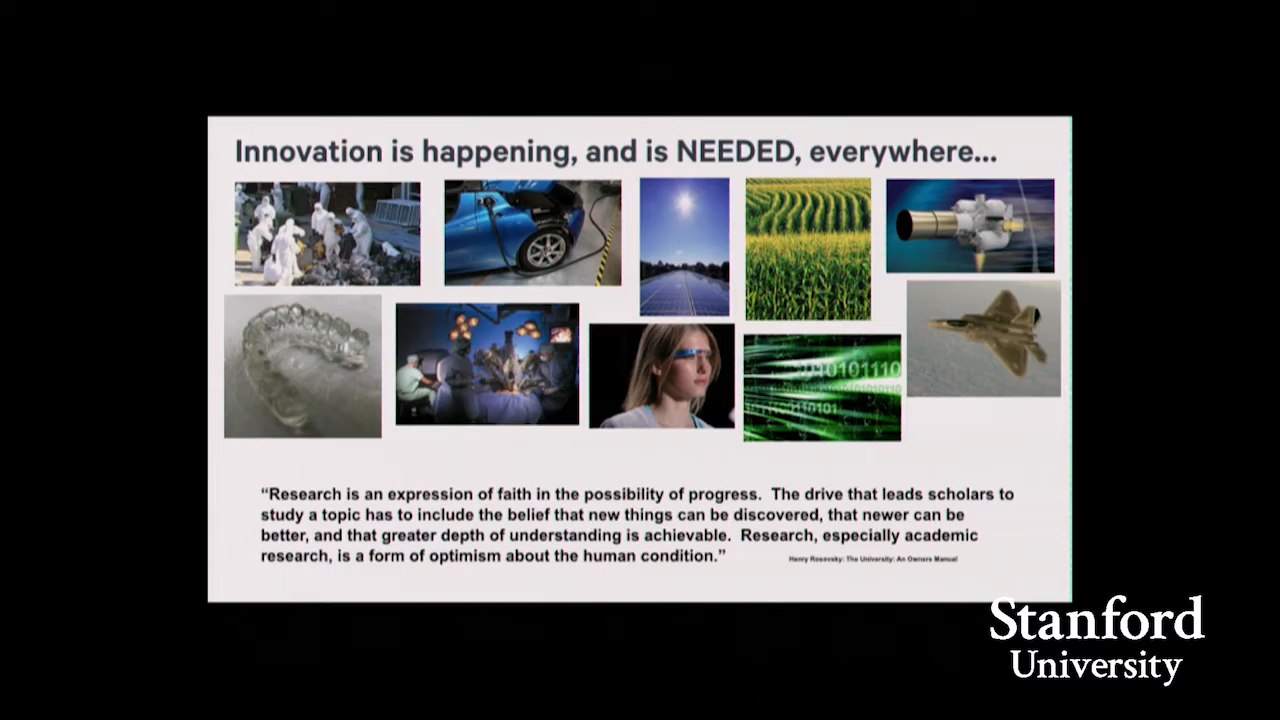 Innovation is happening, and is NEEDED, everywhere...
10101110
01010110
10111100110101
“Research is an expression of faith in the possibility of progress.  The drive that leads scholars to
study a topic has to include the belief that new things can be discovered, that newer can be
better, and that greater depth of understanding is achievable.  Research, especially academic
research, is a form of optimism about the human condition.”
Henry Rosovsky: The University: An Owners Manual
Stanford
University